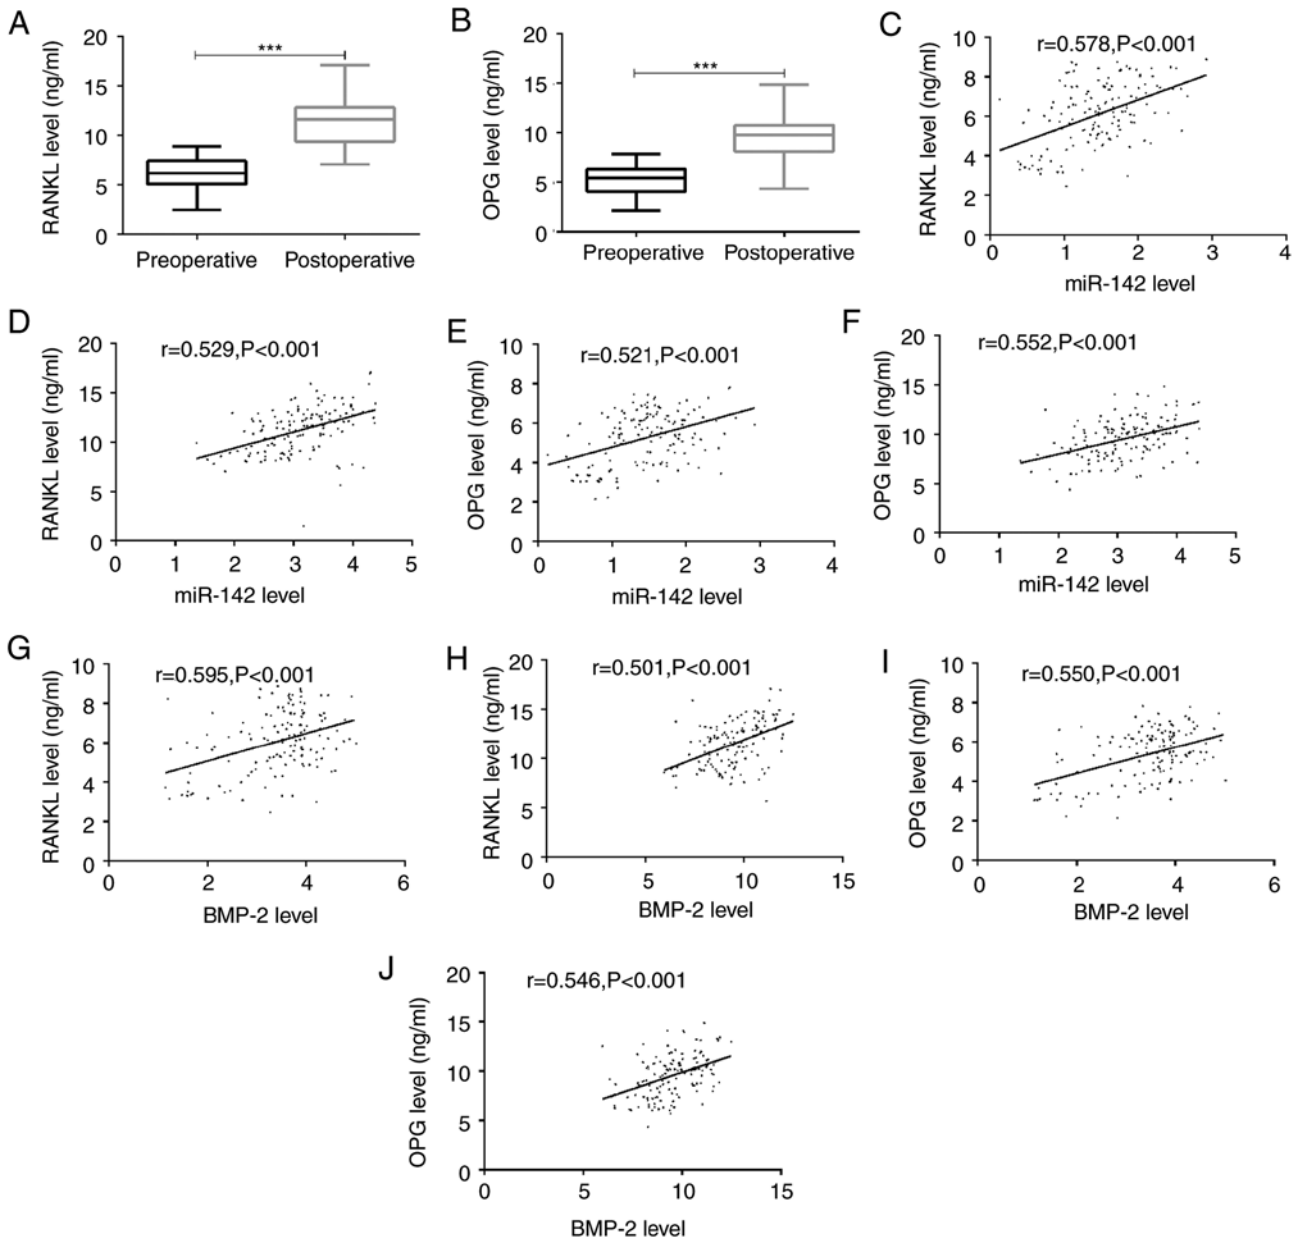 A
RANKL level (ng/ml)
20
15
10
5
0
***
Preoperative
Postoperative
B
OPG level (ng/ml)
20
15
10
5
0
***
Preoperative
Postoperative
C
RANKL level (ng/ml)
10
8
6
4
2
0
r=0.578,P<0.001
0 1 2 3 4
miR-142 level
D
RANKL level (ng/ml)
20
15
10
5
0
r=0.529,P<0.001
0 1 2 3 4 5
miR-142 level
E
OPG level (ng/ml)
10
8
6
4
2
0
r=0.521,P<0.001
0 1 2 3 4
miR-142 level
F
OPG level (ng/ml)
20
15
10
5
0
r=0.552,P<0.001
0 1 2 3 4 5
miR-142 level
G
RANKL level (ng/ml)
10
8
6
4
2
0
r=0.595,P<0.001
0 2 4 6
BMP-2 level
H
RANKL level (ng/ml)
20
15
10
5
0
r=0.501,P<0.001
0 5 10 15
BMP-2 level
I
OPG level (ng/ml)
10
8
6
4
2
0
r=0.550,P<0.001
0 2 4 6
BMP-2 level
J
OPG level (ng/ml)
20
15
10
5
0
r=0.546,P<0.001
0 5 10 15
BMP-2 level